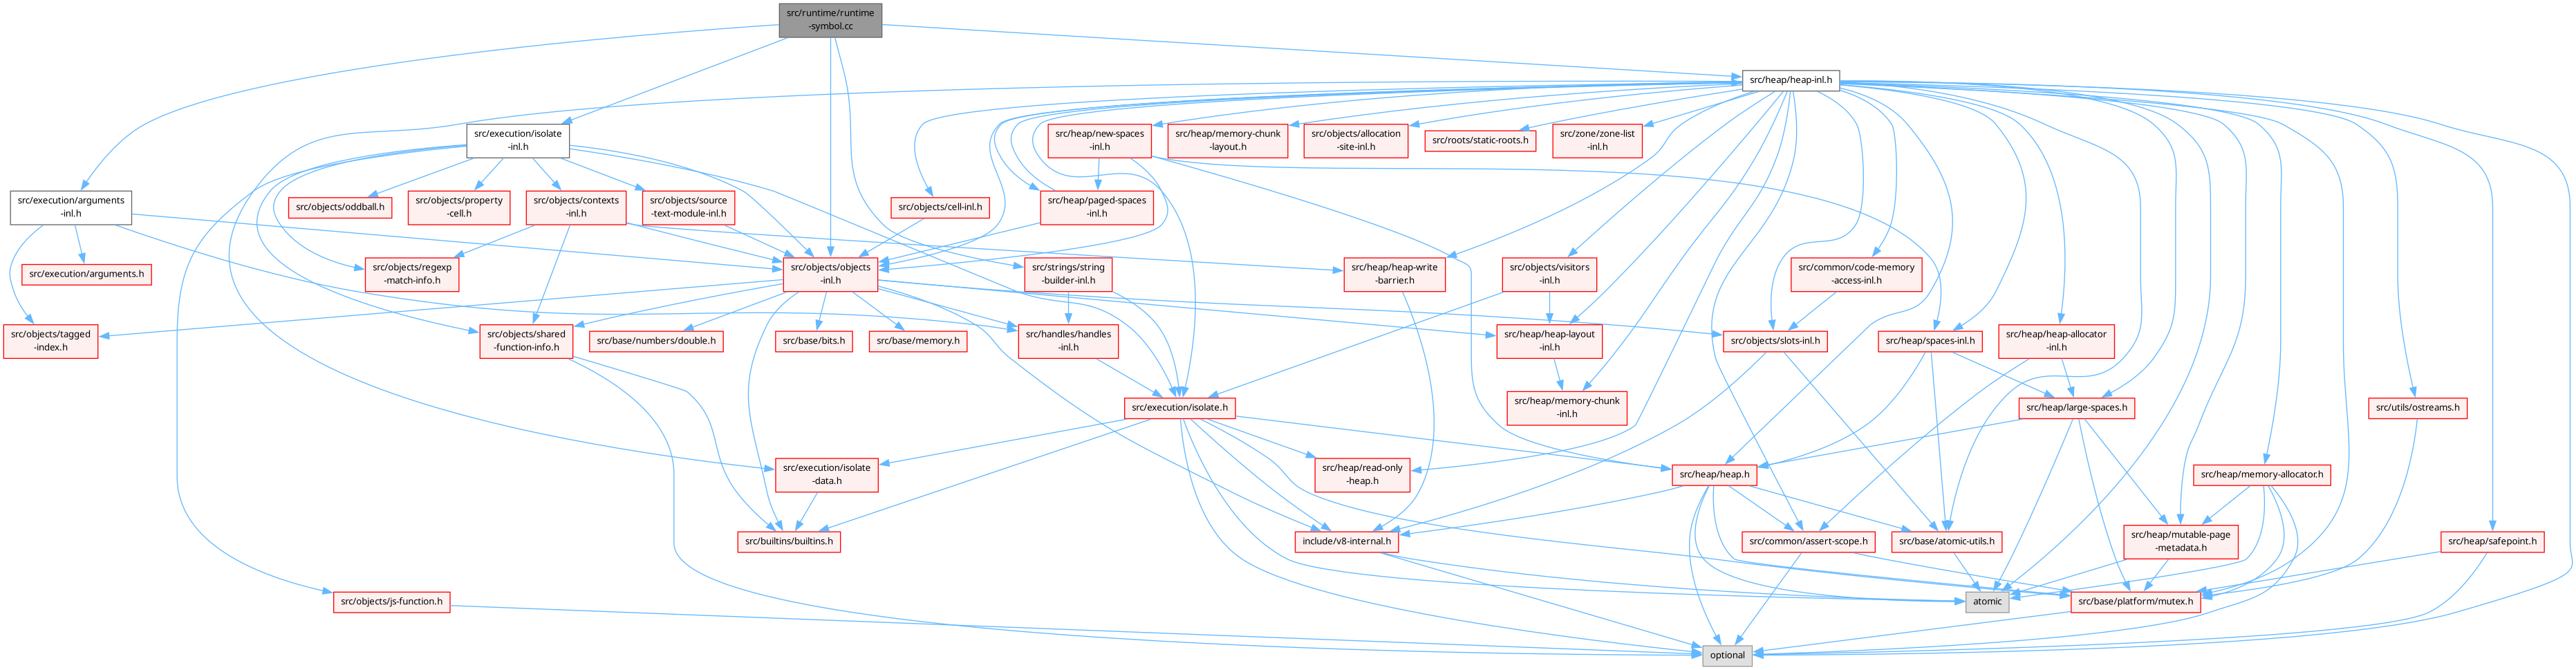 src/runtime/runtime
-symbol.cc
src/heap/heap-inl.h
src/execution/isolate
-inl.h
src/heap/new-spaces
-inl.h
src/heap/memory-chunk
-layout.h
src/objects/allocation
-site-inl.h
src/roots/static-roots.h
src/zone/zone-list
-inl.h
src/execution/arguments
-inl.h
src/objects/oddball.h
src/objects/property
-cell.h
src/objects/contexts
-inl.h
src/objects/source
-text-module-inl.h
src/objects/cell-inl.h
src/heap/paged-spaces
-inl.h
src/execution/arguments.h
src/objects/regexp
-match-info.h
src/objects/objects
-inl.h
src/strings/string
-builder-inl.h
src/heap/heap-write
-barrier.h
src/objects/visitors
-inl.h
src/common/code-memory
-access-inl.h
src/objects/tagged
-index.h
src/objects/shared
-function-info.h
src/base/numbers/double.h
src/base/bits.h
src/base/memory.h
src/handles/handles
-inl.h
src/heap/heap-layout
-inl.h
src/objects/slots-inl.h
src/heap/spaces-inl.h
src/heap/heap-allocator
-inl.h
src/execution/isolate.h
src/heap/memory-chunk
-inl.h
src/heap/large-spaces.h
src/utils/ostreams.h
src/execution/isolate
-data.h
src/heap/read-only
-heap.h
src/heap/heap.h
src/heap/memory-allocator.h
src/builtins/builtins.h
include/v8-internal.h
src/common/assert-scope.h
src/base/atomic-utils.h
src/heap/mutable-page
-metadata.h
src/heap/safepoint.h
src/objects/js-function.h
atomic
src/base/platform/mutex.h
optional